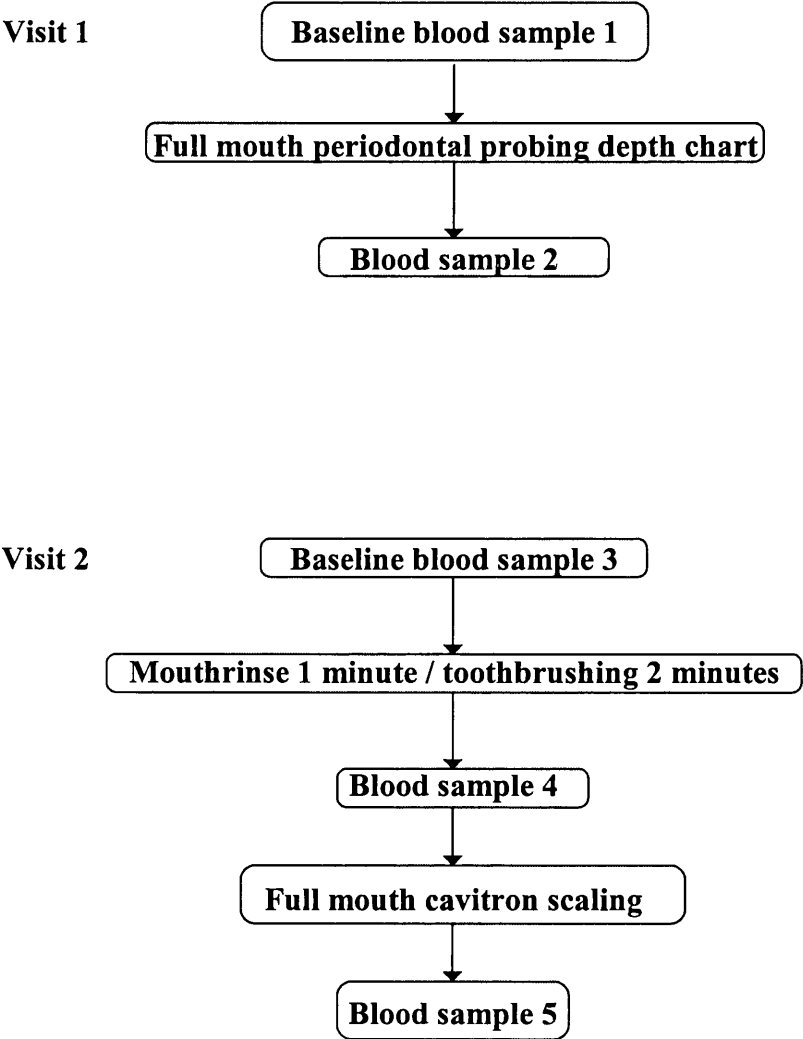 Visit 1
Baseline blood sample 1
Full mouth periodontal probing depth chart
Blood sample 2
Visit 2
Baseline blood sample 3
Mouthrinse 1 minute / toothbrushing 2 minutes
Blood sample 4
Full mouth cavitron scaling
Blood sample 5